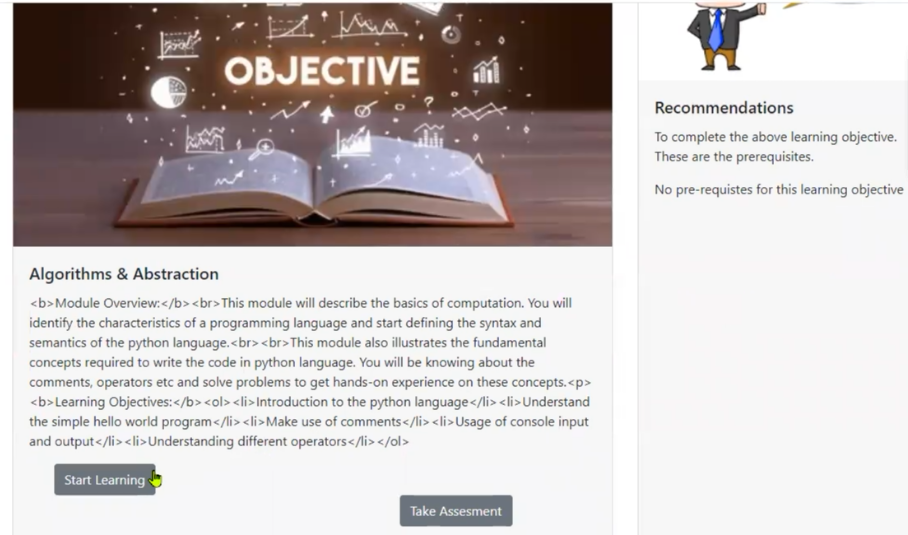 OBJECTIVE
Algorithms & Abstraction
<b>Module Overview:</b><br>This module will describe the basics of computation. You will
identify the characteristics of a programming language and start defining the syntax and
semantics of the python language.<br><br>This module also illustrates the fundamental
concepts required to write the code in python language. You will be knowing about the
comments, operators etc and solve problems to get hands-on experience on these concepts.<p>
<b>Learning Objectives:</b><ol><li>Introduction to the python language</li><li>Understand
the simple hello world program</li><li>Make use of comments</li><li>Usage of console input
and output</li><li>Understanding different operators</li></ol>
Start Learning
Take Assesment
Recommendations
To complete the above learning objective.
These are the prerequisites.
No pre-requistes for this learning objective